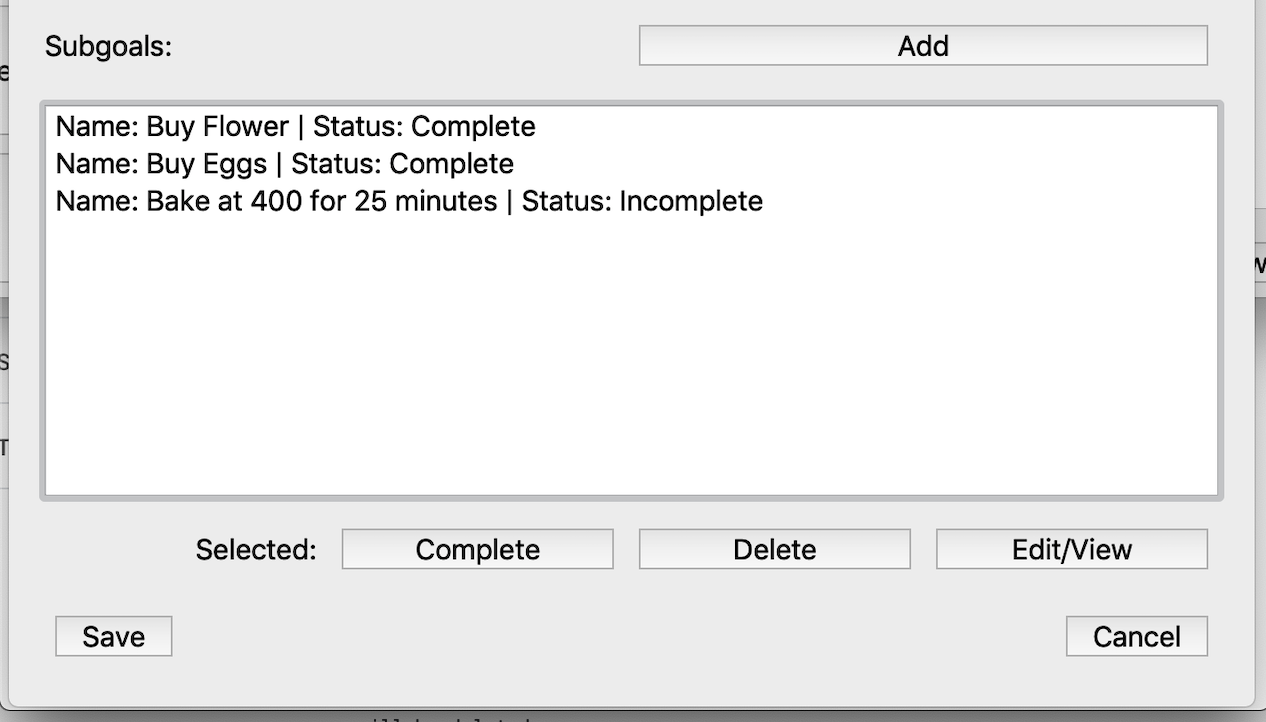 Subgoals:
Add
Name: Buy Flower | Status: Complete
Name: Buy Eggs | Status: Complete
Name: Bake at 400 for 25 minutes | Status: Incomplete
Selected:
Complete
Delete
Edit/View
Save
Cancel